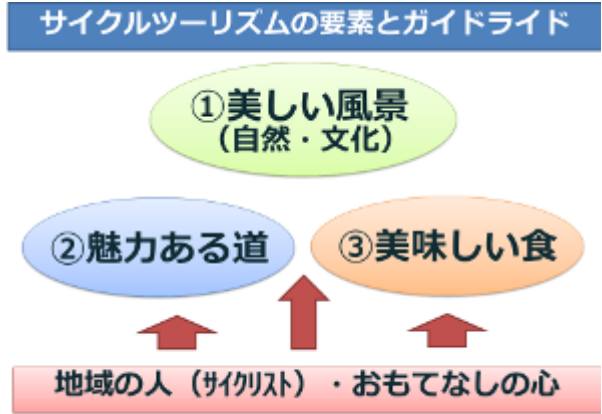 サイクルツーリズムの要素とガイドライド
①美しい風景
（自然・文化）
②魅力ある道
③美味しい食
地域の人（ｻｲｸﾘｽﾄ）・おもてなしの心